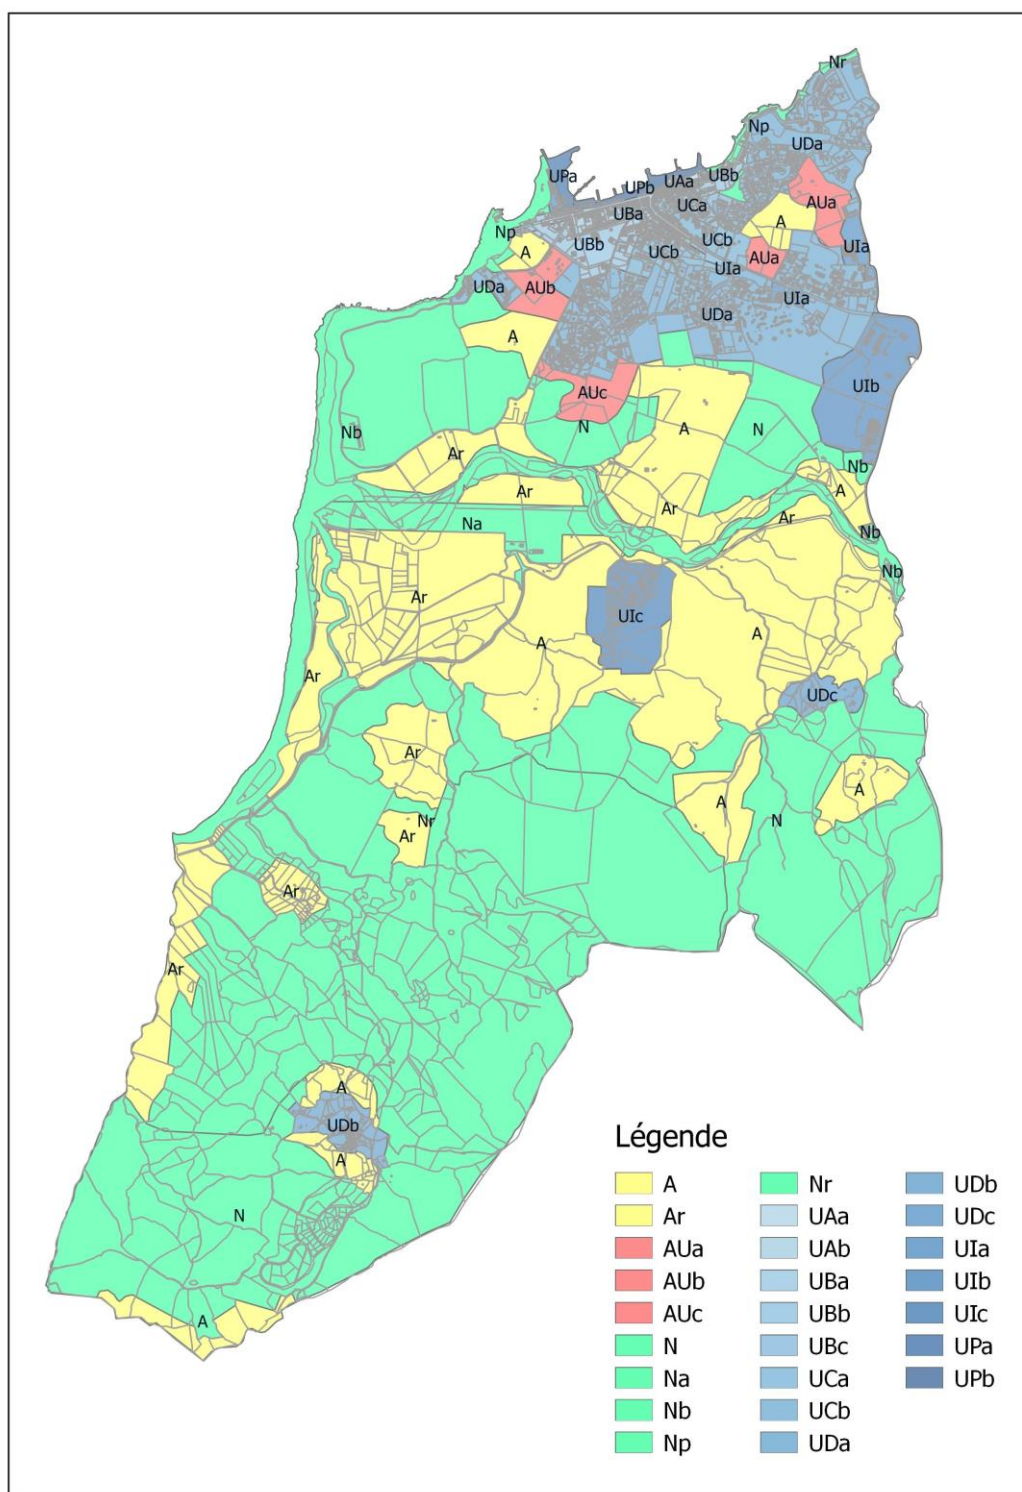 Nr
Np
UDa
UPa
UPb
UAa
UBb
AUa
UBa
UCa
A
Np
UBb
UCb
UCb
UIa
A
UIa
AUa
UDa
AUb
UIa
UDa
A
UIb
AUc
N
A
N
Nb
Ar
Nb
Ar
A
Ar
Ar
Na
Nb
Nb
Ar
UIc
A
A
Ar
UDc
Ar
A
A
Nr
N
Ar
Ar
Ar
A
UDb
A
N
A
Légende
A
Ar
AUa
AUb
AUc
N
Na
Nb
Np
Nr
UAa
UAb
UBa
UBb
UBc
UCa
UCb
UDa
UDb
UDc
UIa
UIb
UIc
UPa
UPb